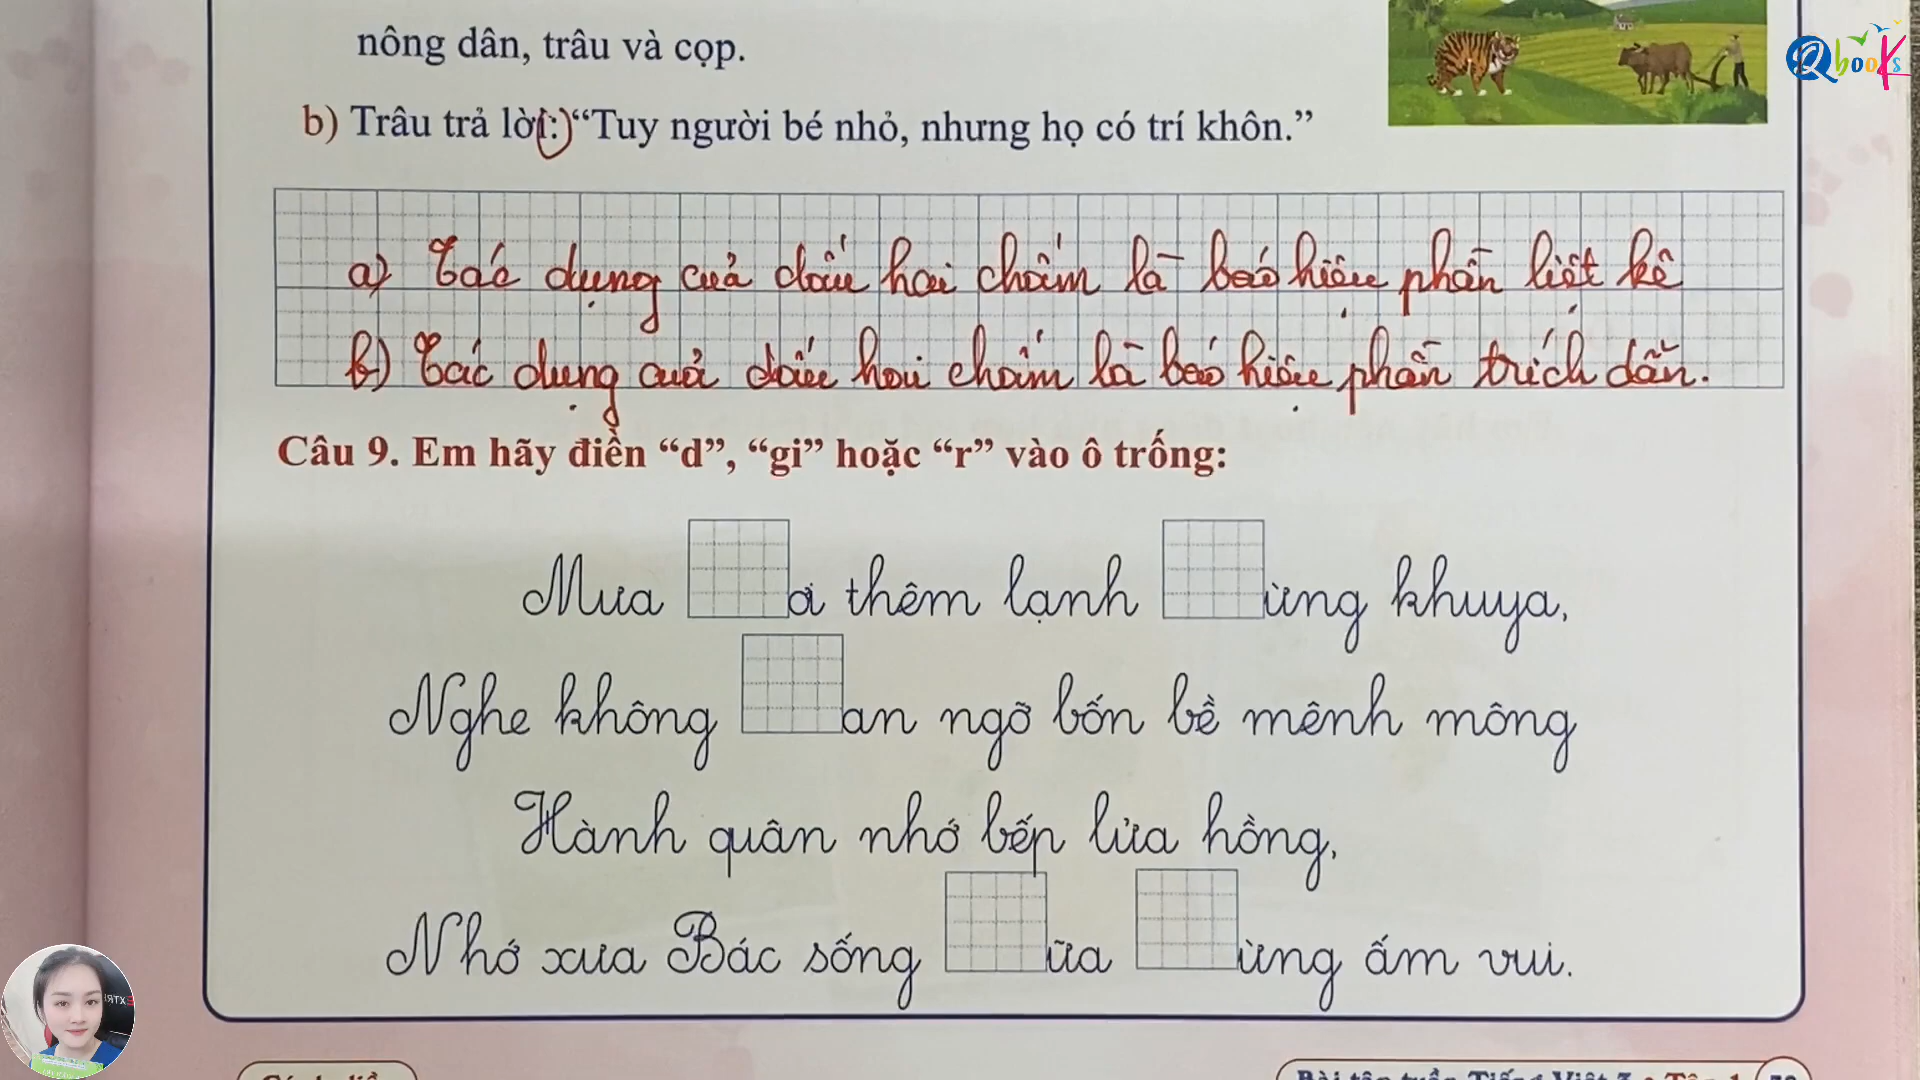 nông dân, trâu và cọp.
Qbooks
b) Trâu trả lời: “Tuy người bé nhỏ, nhưng họ có trí khôn.”
a) Tác dụng của dấu hai chấm là báo hiệu phần liệt kê
b) Tác dụng của dấu hai chấm là báo hiệu phần trích dẫn.
Câu 9. Em hãy điền “d”, “gi” hoặc “r” vào ô trống:
Mưa ơi thêm lạnh ừng khuya,
Nghe không an ngỡ bốn bề mênh mông
Hành quân nhớ bếp lửa hồng,
Nhớ xưa Bác sống ữa ừng ấm vui.